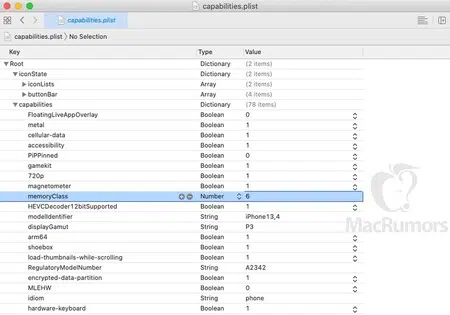 capabilities.plist
capabilities.plist
capabilities.plist No Selection
Key Type Value
Root Dictionary (2 items)
iconState Dictionary (2 items)
iconLists Array (2 items)
buttonBar Array (4 items)
capabilities Dictionary (78 items)
FloatingLiveAppOverlay Boolean 0
metal Boolean 1
cellular-data Boolean 1
accessibility Boolean 1
PiPPinned Boolean 0
gamekit Boolean 1
720p Boolean 1
magnetometer Boolean 1
memoryClass Number 6
HEVCDecoder12bitSupported Boolean 1
modelIdentifier String iPhone13,4
displayGamut String P3
arm64 Boolean 1
shoebox Boolean 1
load-thumbnails-while-scrolling Boolean 1
RegulatoryModelNumber String A2342
encrypted-data-partition Boolean 1
MLEHW Boolean 0
idiom String phone
hardware-keyboard Boolean 1
MacRumors